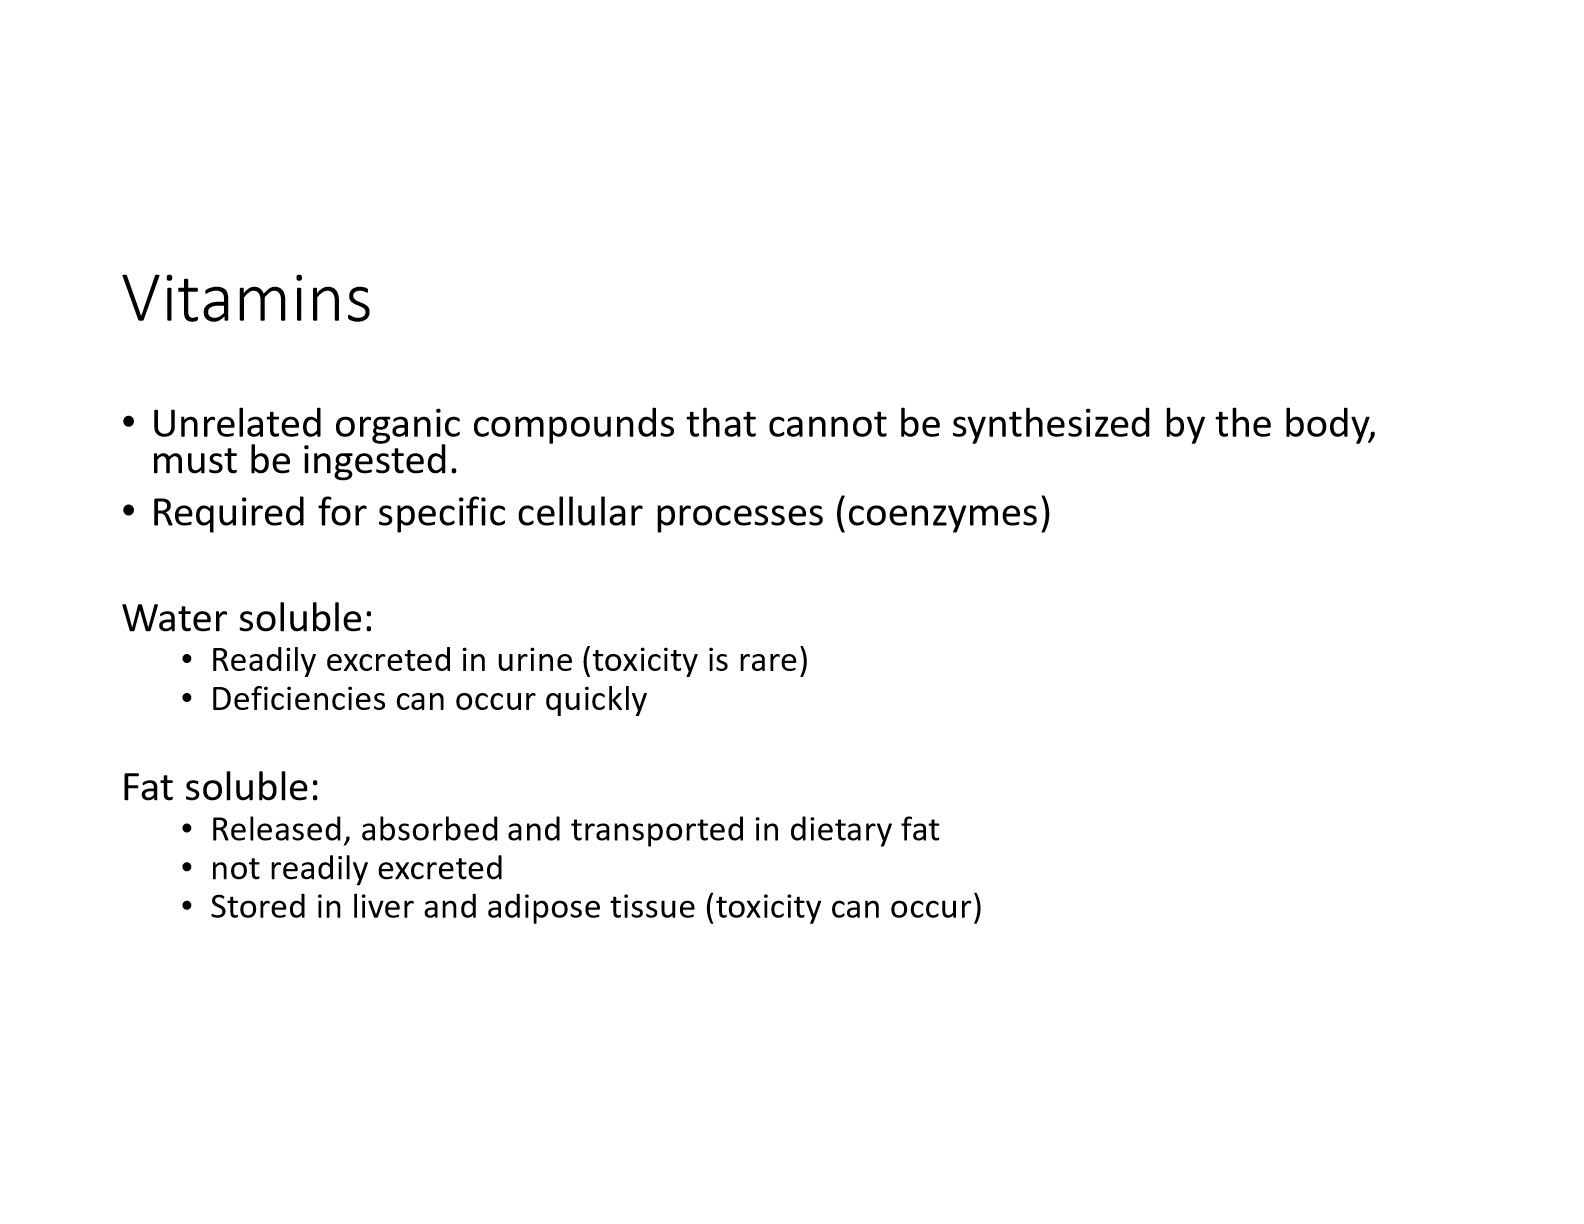 Vitamins
• Unrelated organic compounds that cannot be synthesized by the body,
must be ingested.
• Required for specific cellular processes (coenzymes)
Water soluble:
• Readily excreted in urine (toxicity is rare)
• Deficiencies can occur quickly
Fat soluble:
• Released, absorbed and transported in dietary fat
• not readily excreted
• Stored in liver and adipose tissue (toxicity can occur)